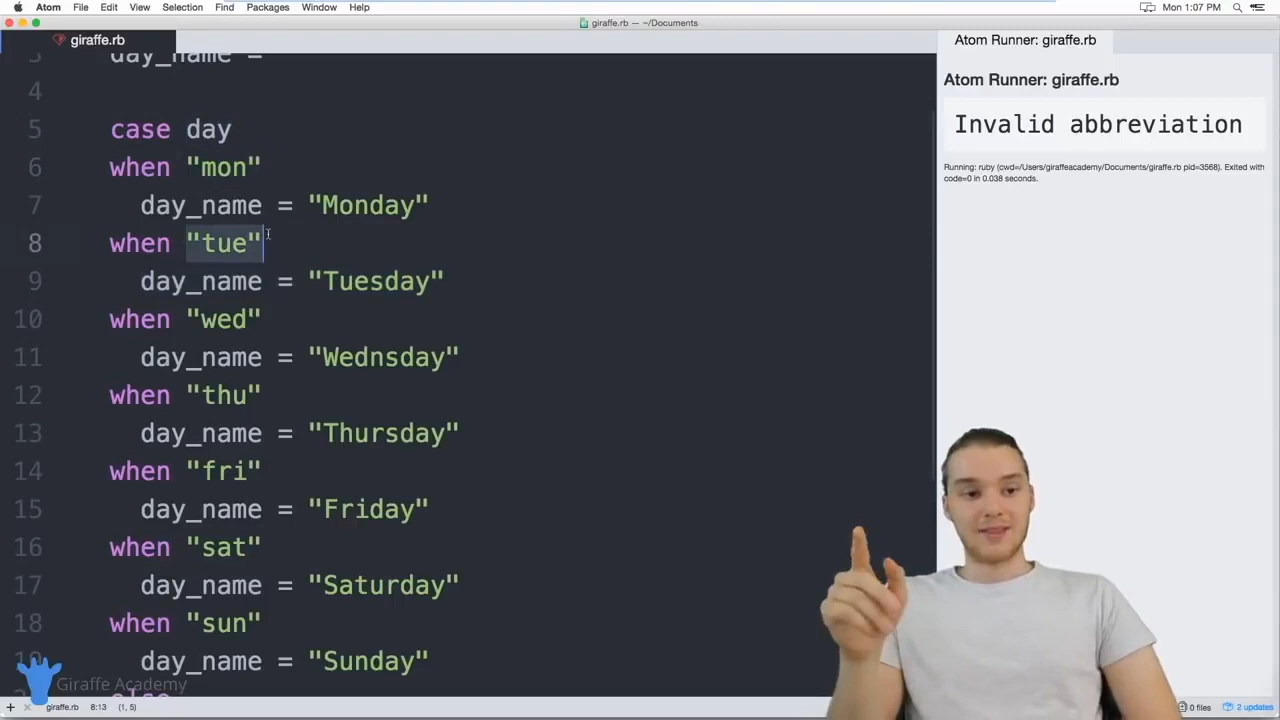 Atom File Edit View Selection Find Packages Window Help
Mon 1:07 PM
giraffe.rb — ~/Documents
giraffe.rb
Atom Runner: giraffe.rb
3 day_name =
4
5 case day
6 when "mon"
7 day_name = "Monday"
8 when "tue"
9 day_name = "Tuesday"
10 when "wed"
11 day_name = "Wednsday"
12 when "thu"
13 day_name = "Thursday"
14 when "fri"
15 day_name = "Friday"
16 when "sat"
17 day_name = "Saturday"
18 when "sun"
19 day_name = "Sunday"
else
Atom Runner: giraffe.rb
Invalid abbreviation
Running: ruby (cwd=/Users/giraffeacademy/Documents/giraffe.rb pid=3568). Exited with
code=0 in 0.038 seconds.
Giraffe Academy
giraffe.rb 8:13 (1, 5)
0 files 2 updates